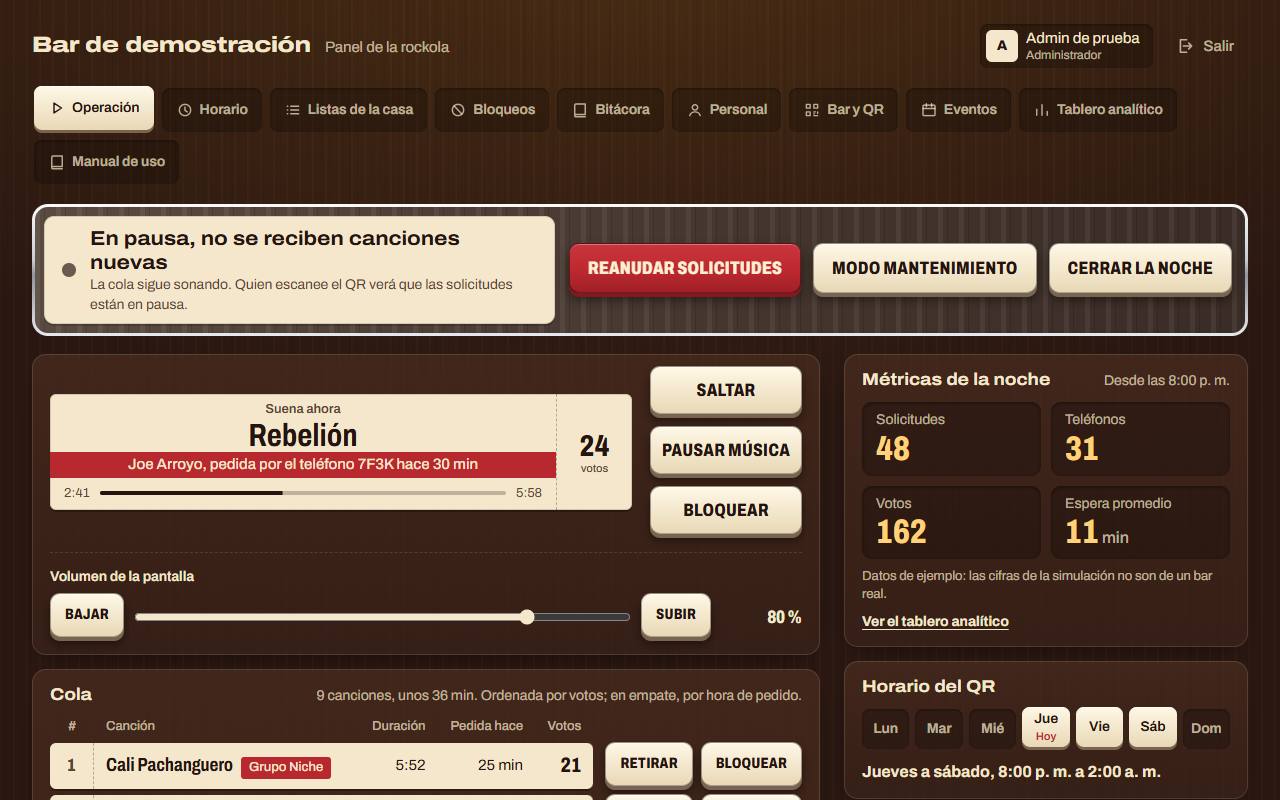 Bar de demostración Panel de la rockola
A Admin de prueba
Administrador
Salir
Operación Horario Listas de la casa Bloqueos Bitácora Personal Bar y QR Eventos Tablero analítico
Manual de uso
En pausa, no se reciben canciones
nuevas
La cola sigue sonando. Quien escanee el QR verá que las solicitudes
están en pausa.
REANUDAR SOLICITUDES MODO MANTENIMIENTO CERRAR LA NOCHE
Suena ahora
Rebelión
Joe Arroyo, pedida por el teléfono 7F3K hace 30 min
2:41 5:58
24
votos
SALTAR
PAUSAR MÚSICA
BLOQUEAR
Volumen de la pantalla
BAJAR SUBIR 80 %
Cola 9 canciones, unos 36 min. Ordenada por votos; en empate, por hora de pedido.
# Canción Duración Pedida hace Votos
1 Cali Pachanguero Grupo Niche 5:52 25 min 21 RETIRAR BLOQUEAR
Métricas de la noche Desde las 8:00 p. m.
Solicitudes
48
Teléfonos
31
Votos
162
Espera promedio
11 min
Datos de ejemplo: las cifras de la simulación no son de un bar
real.
Ver el tablero analítico
Horario del QR
Lun Mar Mié Jue Hoy Vie Sáb Dom
Jueves a sábado, 8:00 p. m. a 2:00 a. m.